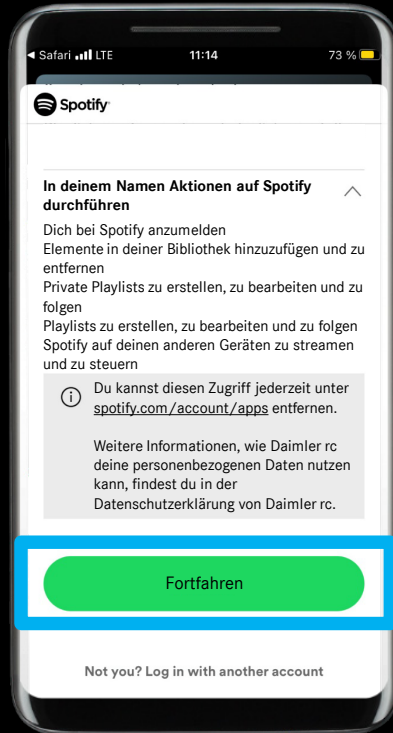 ◀ Safari LTE 11:14 73 %
Spotify
In deinem Namen Aktionen auf Spotify
durchführen
Dich bei Spotify anzumelden
Elemente in deiner Bibliothek hinzuzufügen und zu
entfernen
Private Playlists zu erstellen, zu bearbeiten und zu
folgen
Playlists zu erstellen, zu bearbeiten und zu folgen
Spotify auf deinen anderen Geräten zu streamen
und zu steuern
Du kannst diesen Zugriff jederzeit unter
spotify.com/account/apps entfernen.
Weitere Informationen, wie Daimler rc
deine personenbezogenen Daten nutzen
kann, findest du in der
Datenschutzerklärung von Daimler rc.
Fortfahren
Not you? Log in with another account